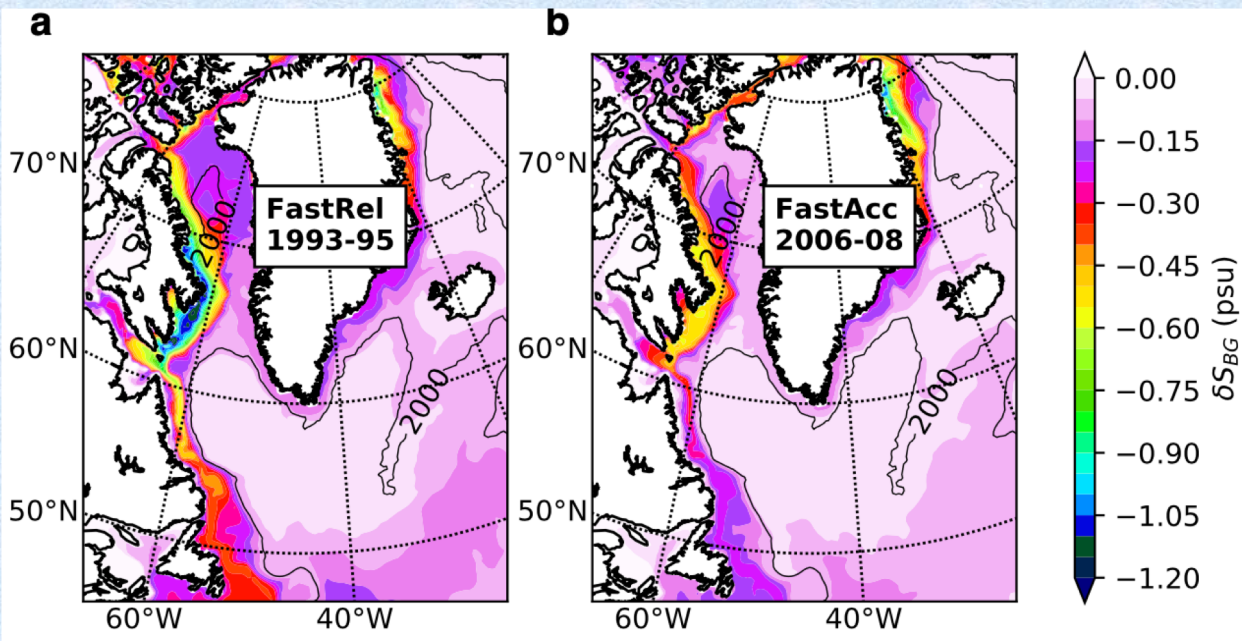 a
b
70°N
60°N
50°N
60°W
40°W
2000
2000
FastRel
1993-95
70°N
60°N
50°N
60°W
40°W
2000
2000
FastAcc
2006-08
0.00
−0.15
−0.30
−0.45
−0.60
−0.75
−0.90
−1.05
−1.20
δS_BG (psu)